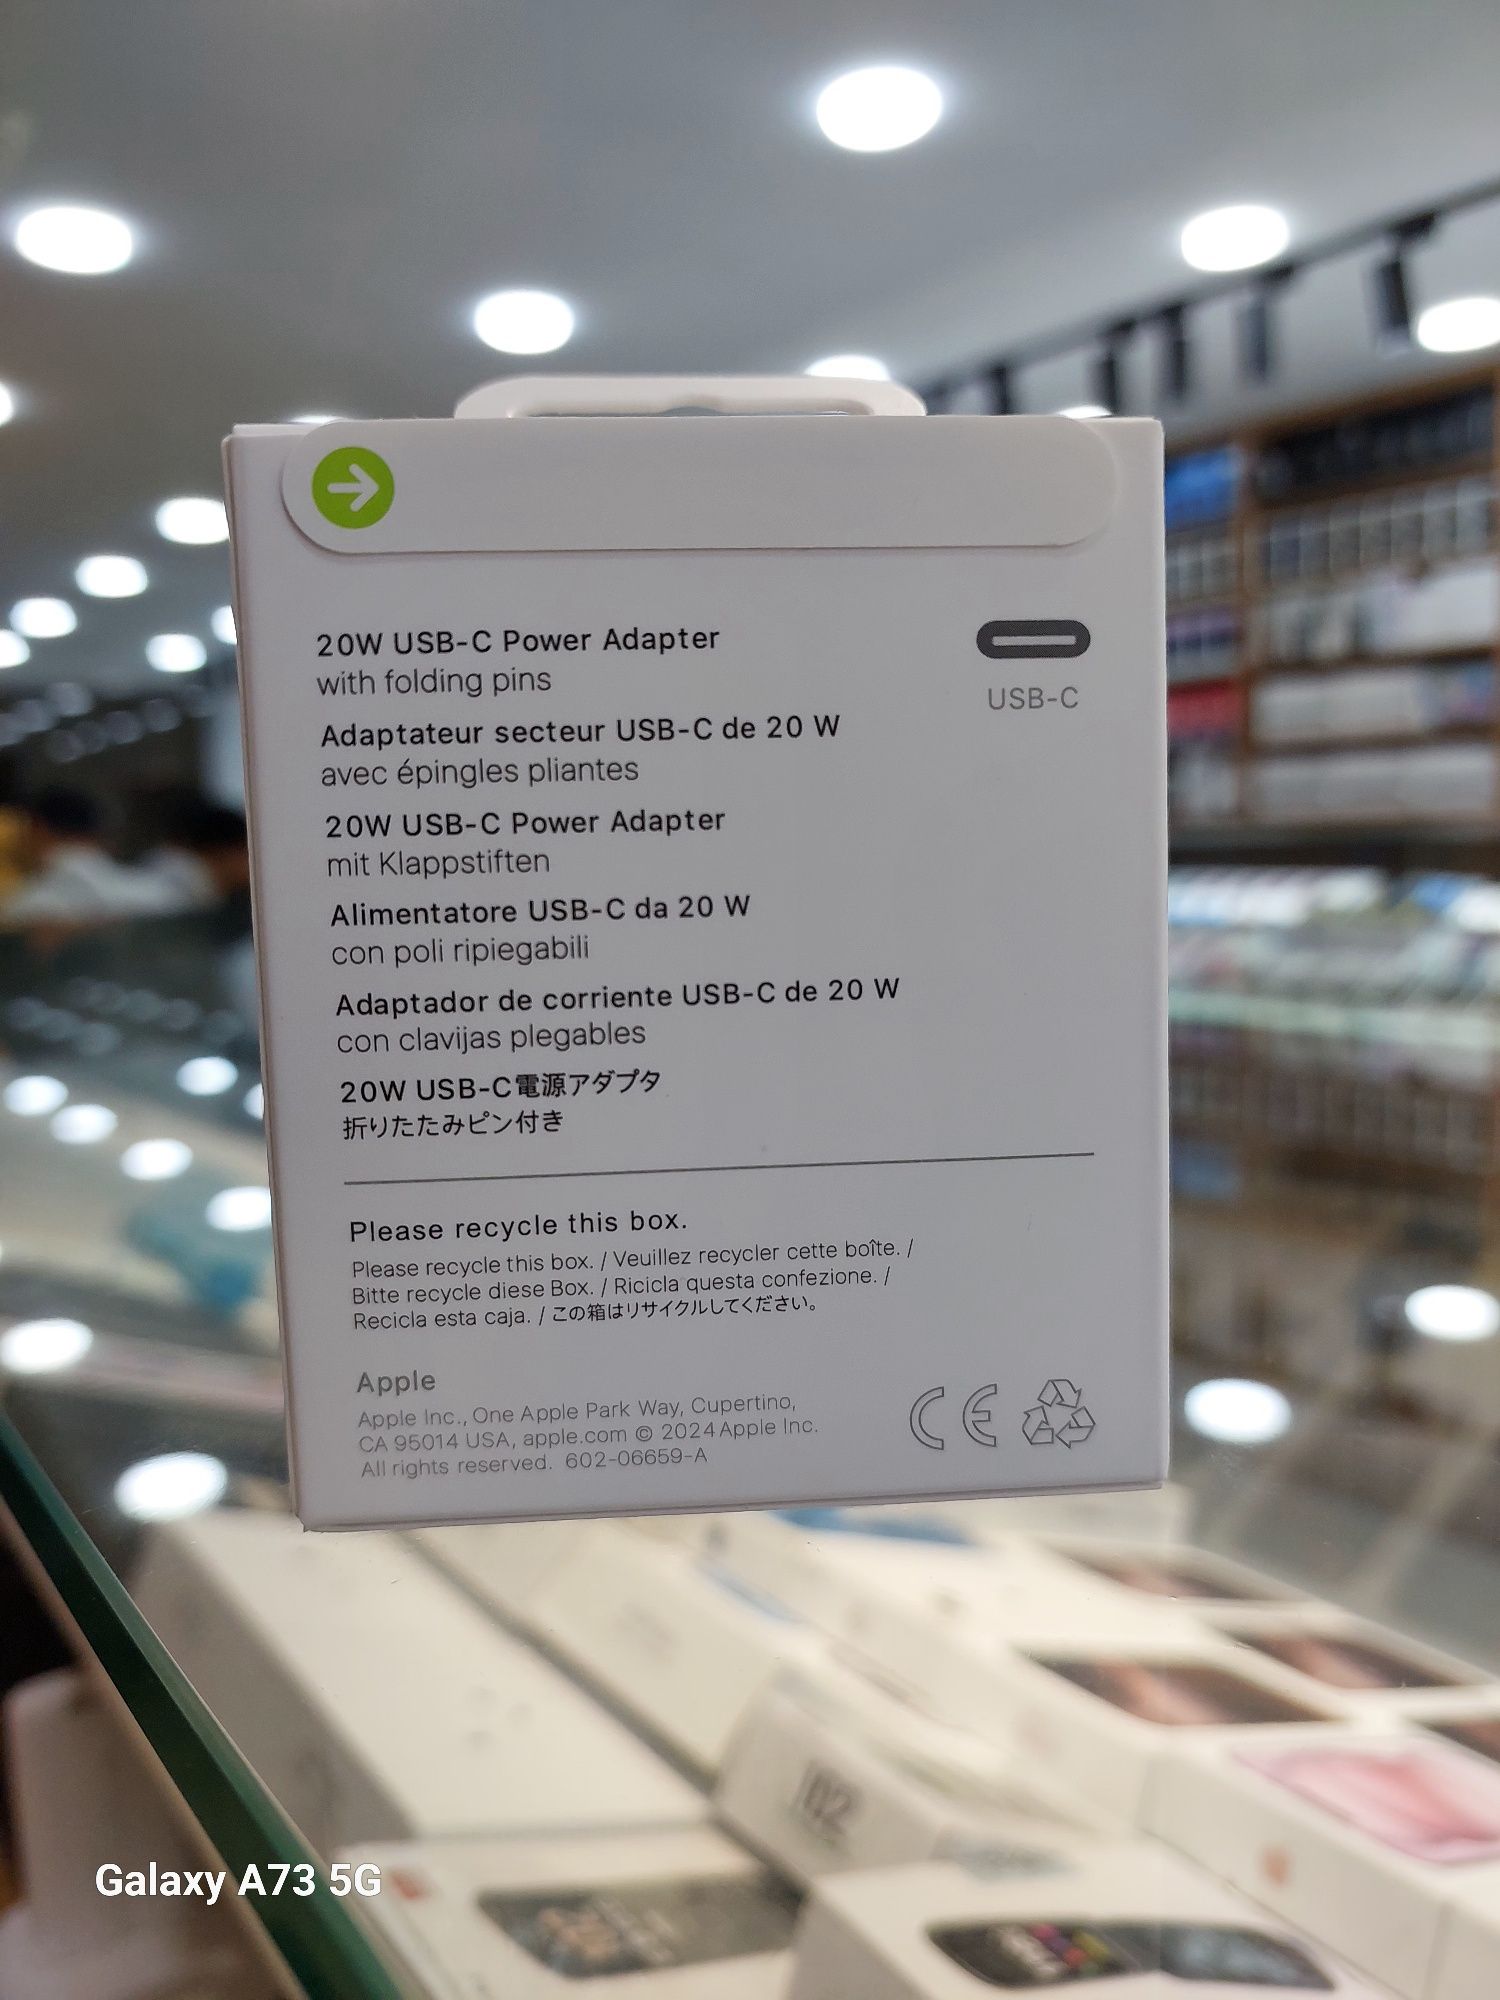 20W USB-C Power Adapter
with folding pins
USB-C
Adaptateur secteur USB-C de 20 W
avec épingles pliantes
20W USB-C Power Adapter
mit Klappstiften
Alimentatore USB-C da 20 W
con poli ripiegabili
Adaptador de corriente USB-C de 20 W
con clavijas plegables
20W USB-C電源アダプタ
折りたたみピン付き
Please recycle this box.
Please recycle this box. / Veuillez recycler cette boîte. /
Bitte recycle diese Box. / Ricicla questa confezione. /
Recicla esta caja. / この箱はリサイクルしてください。
Apple
Apple Inc., One Apple Park Way, Cupertino,
CA 95014 USA, apple.com © 2024 Apple Inc.
All rights reserved. 602-06659-A
CE
Galaxy A73 5G